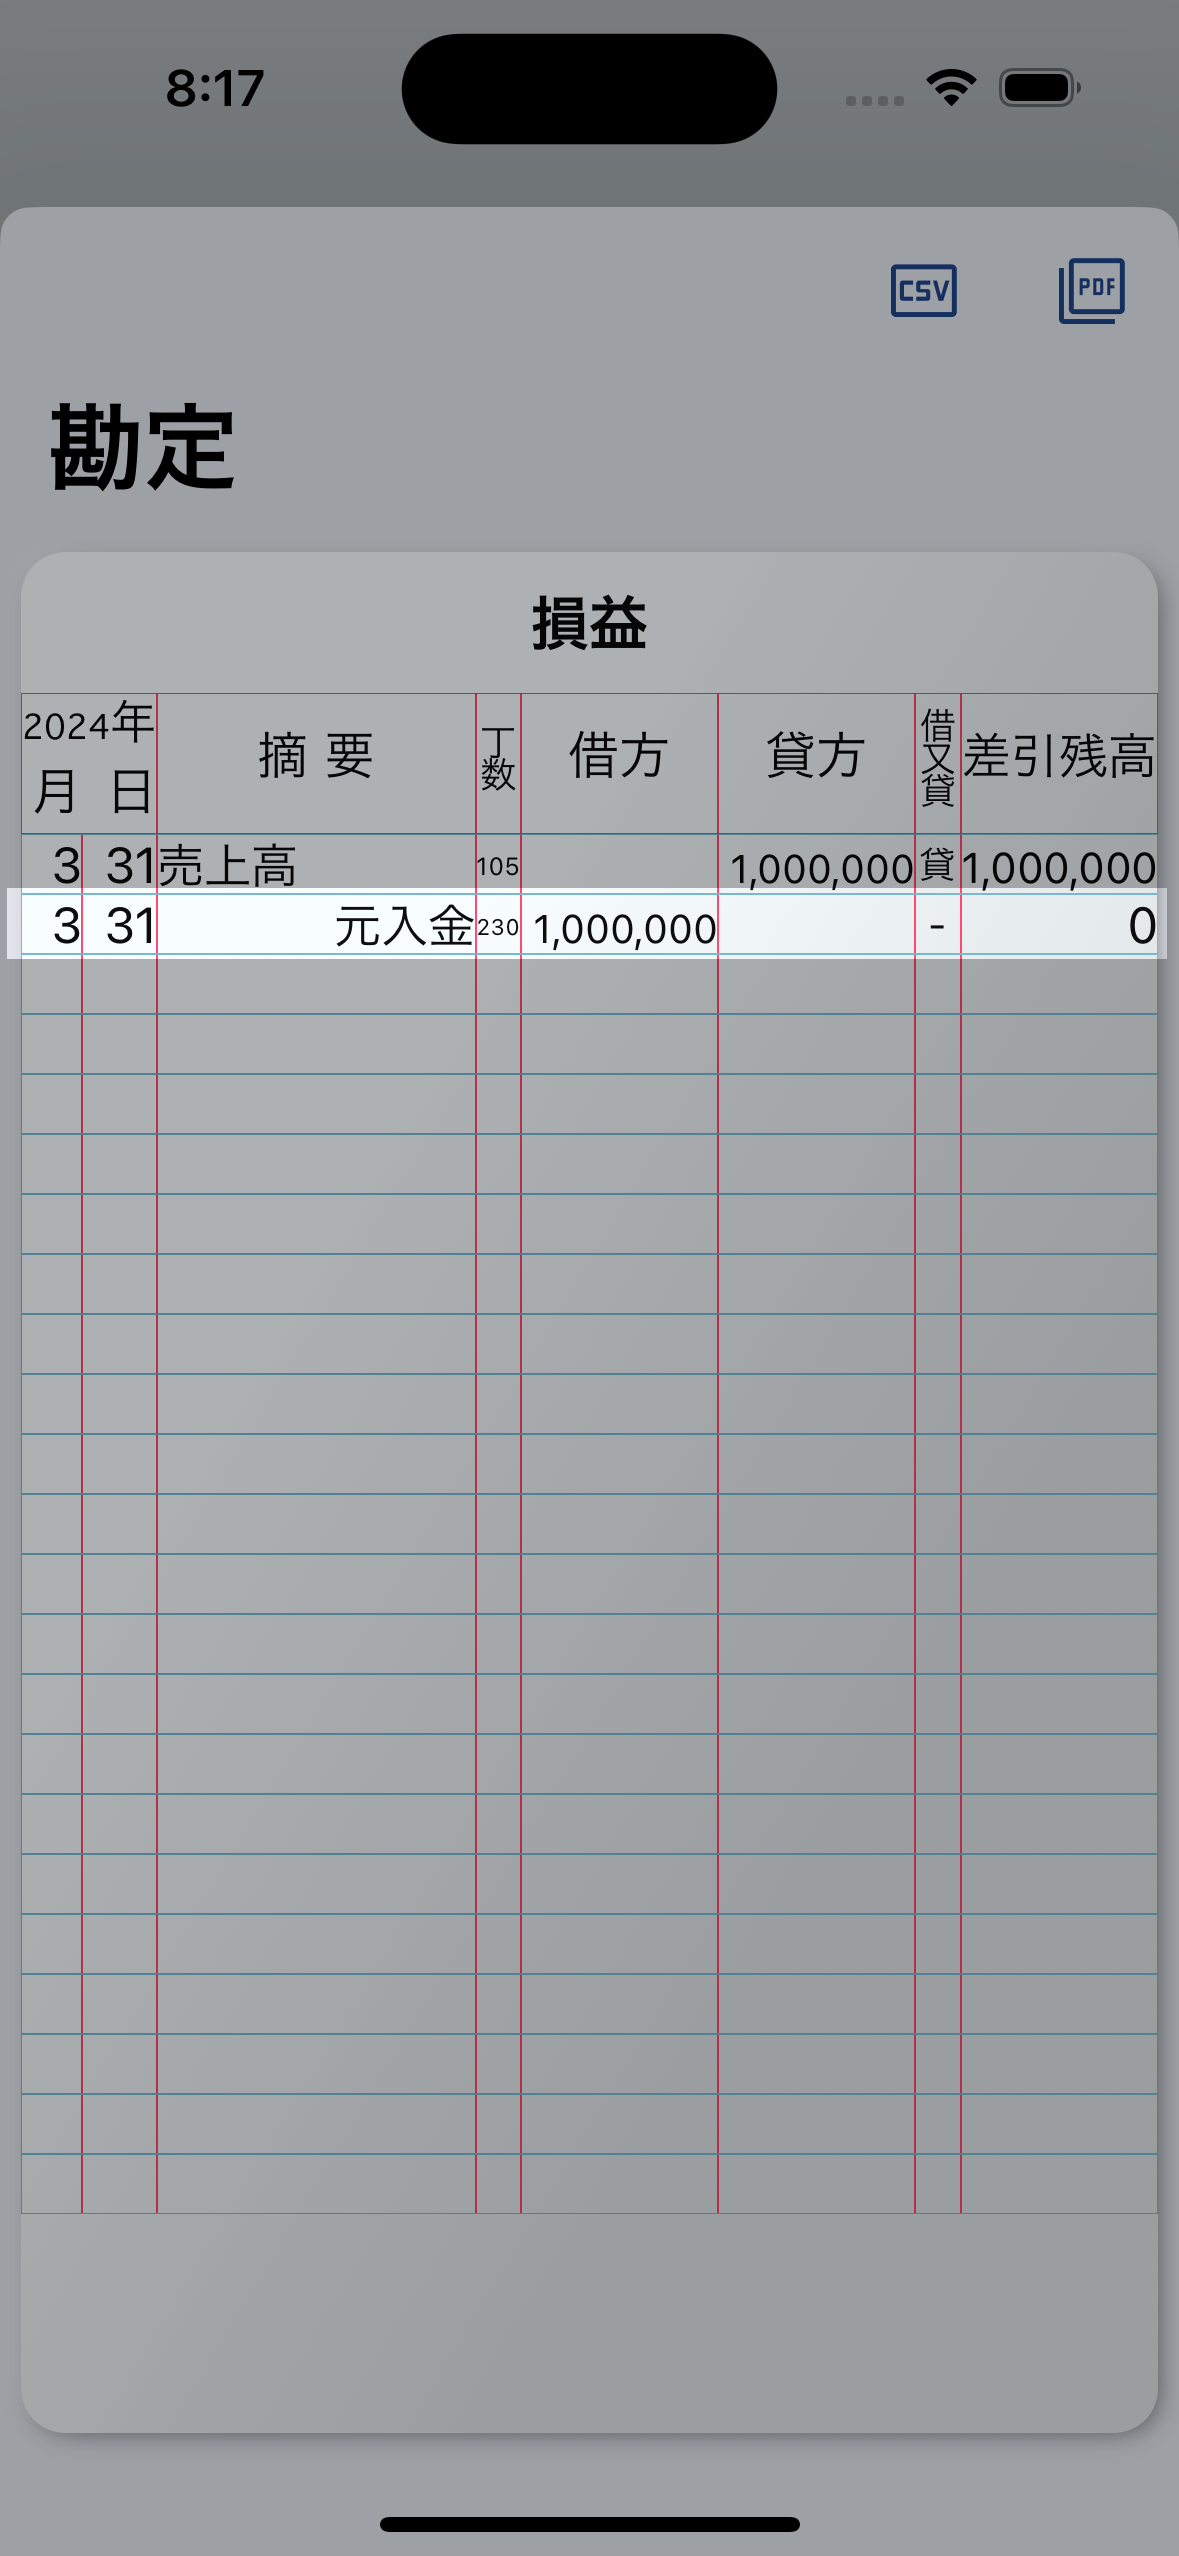 8:17
CSV PDF
勘定
損益
2024年
月 日 摘 要 丁数 借方 貸方 借又貸 差引残高
3 31 売上高 105 1,000,000 貸 1,000,000
3 31 元入金 230 1,000,000 - 0